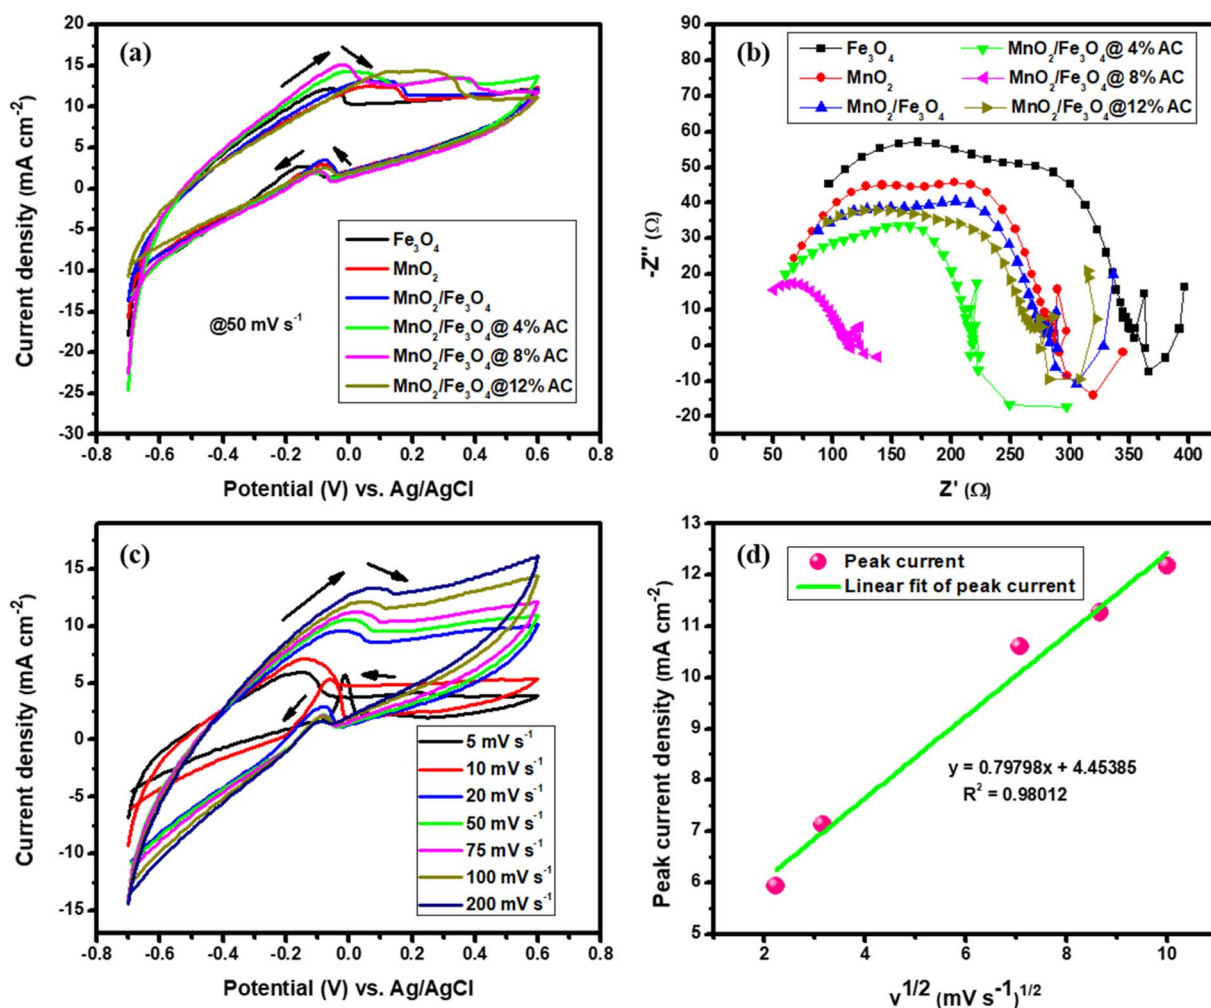 (a)
Current density (mA cm⁻²)
20
15
10
5
0
-5
-10
-15
-20
-25
-30
Fe₃O₄
MnO₂
MnO₂/Fe₃O₄
MnO₂/Fe₃O₄@ 4% AC
MnO₂/Fe₃O₄@ 8% AC
MnO₂/Fe₃O₄@12% AC
@50 mV s⁻¹
-0.8 -0.6 -0.4 -0.2 0.0 0.2 0.4 0.6 0.8
Potential (V) vs. Ag/AgCl
(b)
-Z'' (Ω)
90
80
70
60
50
40
30
20
10
0
-10
-20
Fe₃O₄ MnO₂/Fe₃O₄@ 4% AC
MnO₂ MnO₂/Fe₃O₄@ 8% AC
MnO₂/Fe₃O₄ MnO₂/Fe₃O₄@12% AC
50 100 150 200 250 300 350 400
Z' (Ω)
(c)
Current density (mA cm⁻²)
15
10
5
0
-5
-10
-15
5 mV s⁻¹
10 mV s⁻¹
20 mV s⁻¹
50 mV s⁻¹
75 mV s⁻¹
100 mV s⁻¹
200 mV s⁻¹
-0.8 -0.6 -0.4 -0.2 0.0 0.2 0.4 0.6 0.8
Potential (V) vs. Ag/AgCl
(d)
Peak current density (mA cm⁻²)
13
12
11
10
9
8
7
6
5
Peak current
Linear fit of peak current
y = 0.79798x + 4.45385
R² = 0.98012
2 4 6 8 10
v¹/² (mV s⁻¹)¹/²